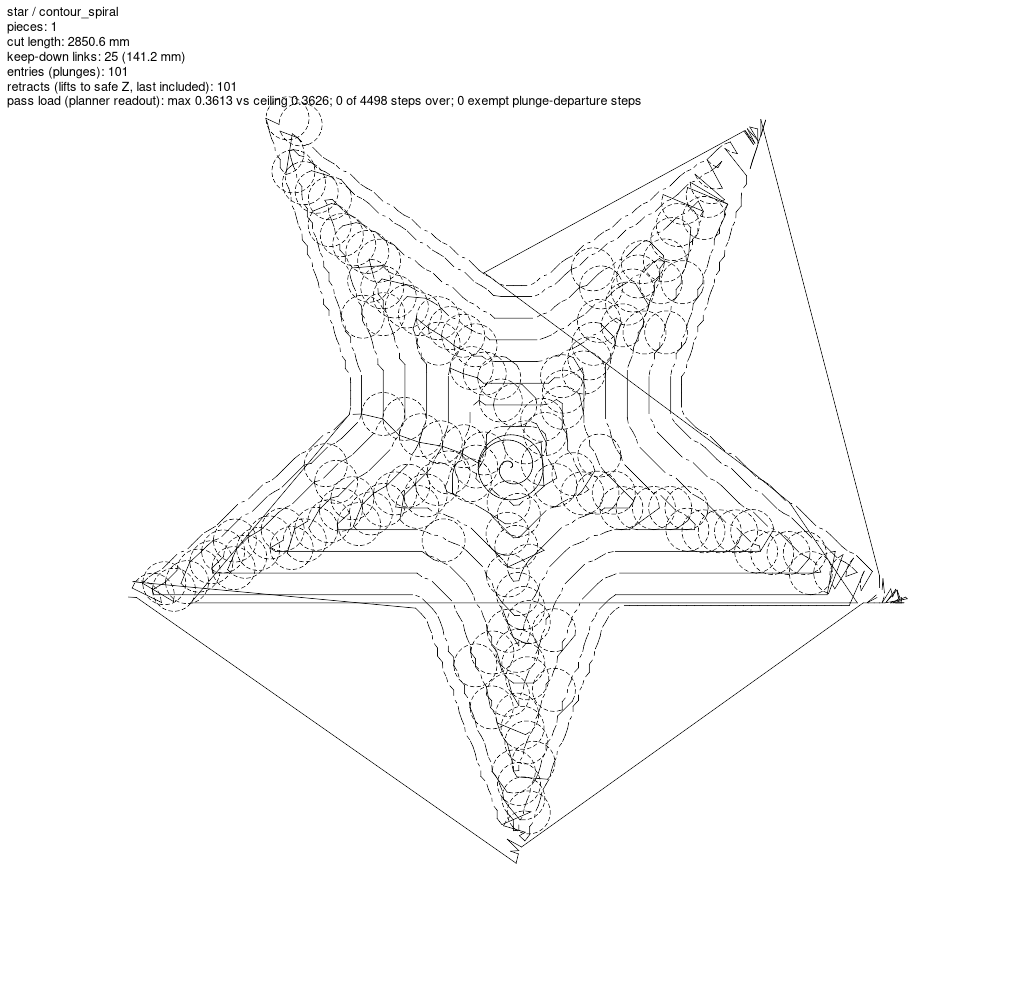 star / contour_spiral
pieces: 1
cut length: 2850.6 mm
keep-down links: 25 (141.2 mm)
entries (plunges): 101
retracts (lifts to safe Z, last included): 101
pass load (planner readout): max 0.3613 vs ceiling 0.3626; 0 of 4498 steps over; 0 exempt plunge-departure steps